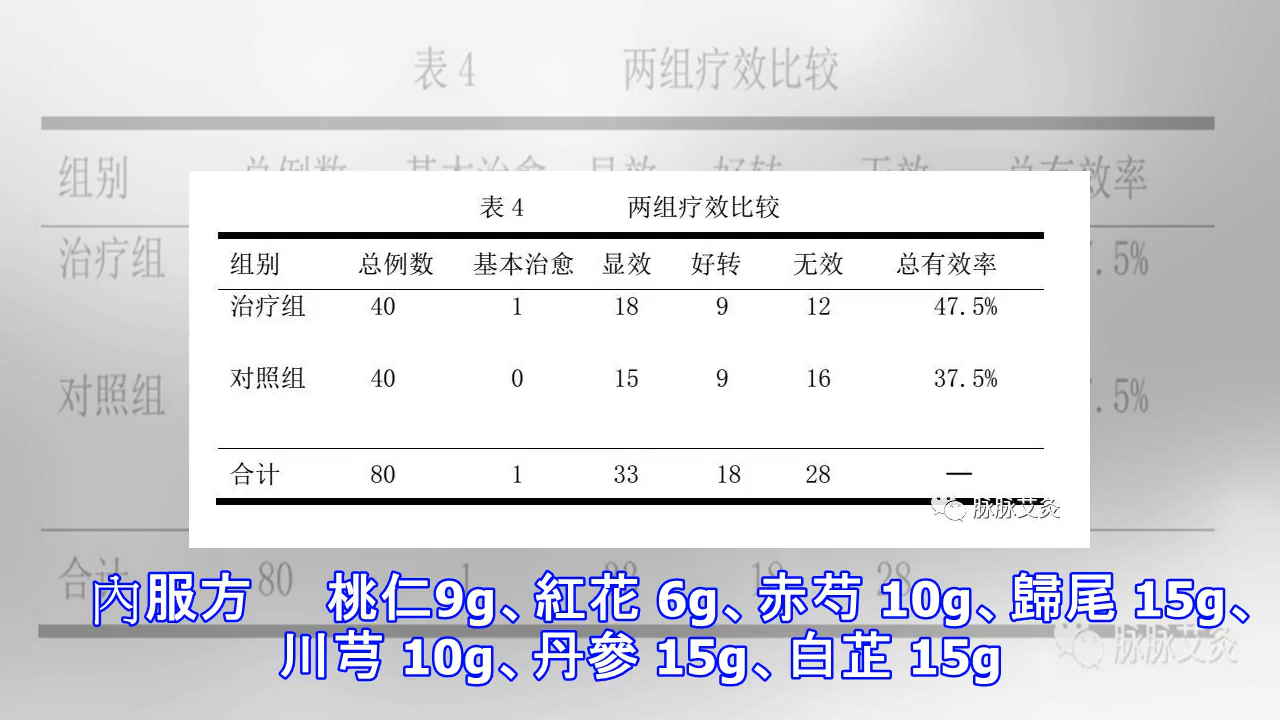 表 4 两组疗效比较
组别 总例数 基本治愈 显效 好转 无效 总有效率
治疗组 40 1 18 9 12 47.5%
对照组 40 0 15 9 16 37.5%
合计 80 1 33 18 28 —
脉脉艾灸
內服方 桃仁9g、紅花 6g、赤芍 10g、歸尾 15g、
川芎 10g、丹參 15g、白芷 15g